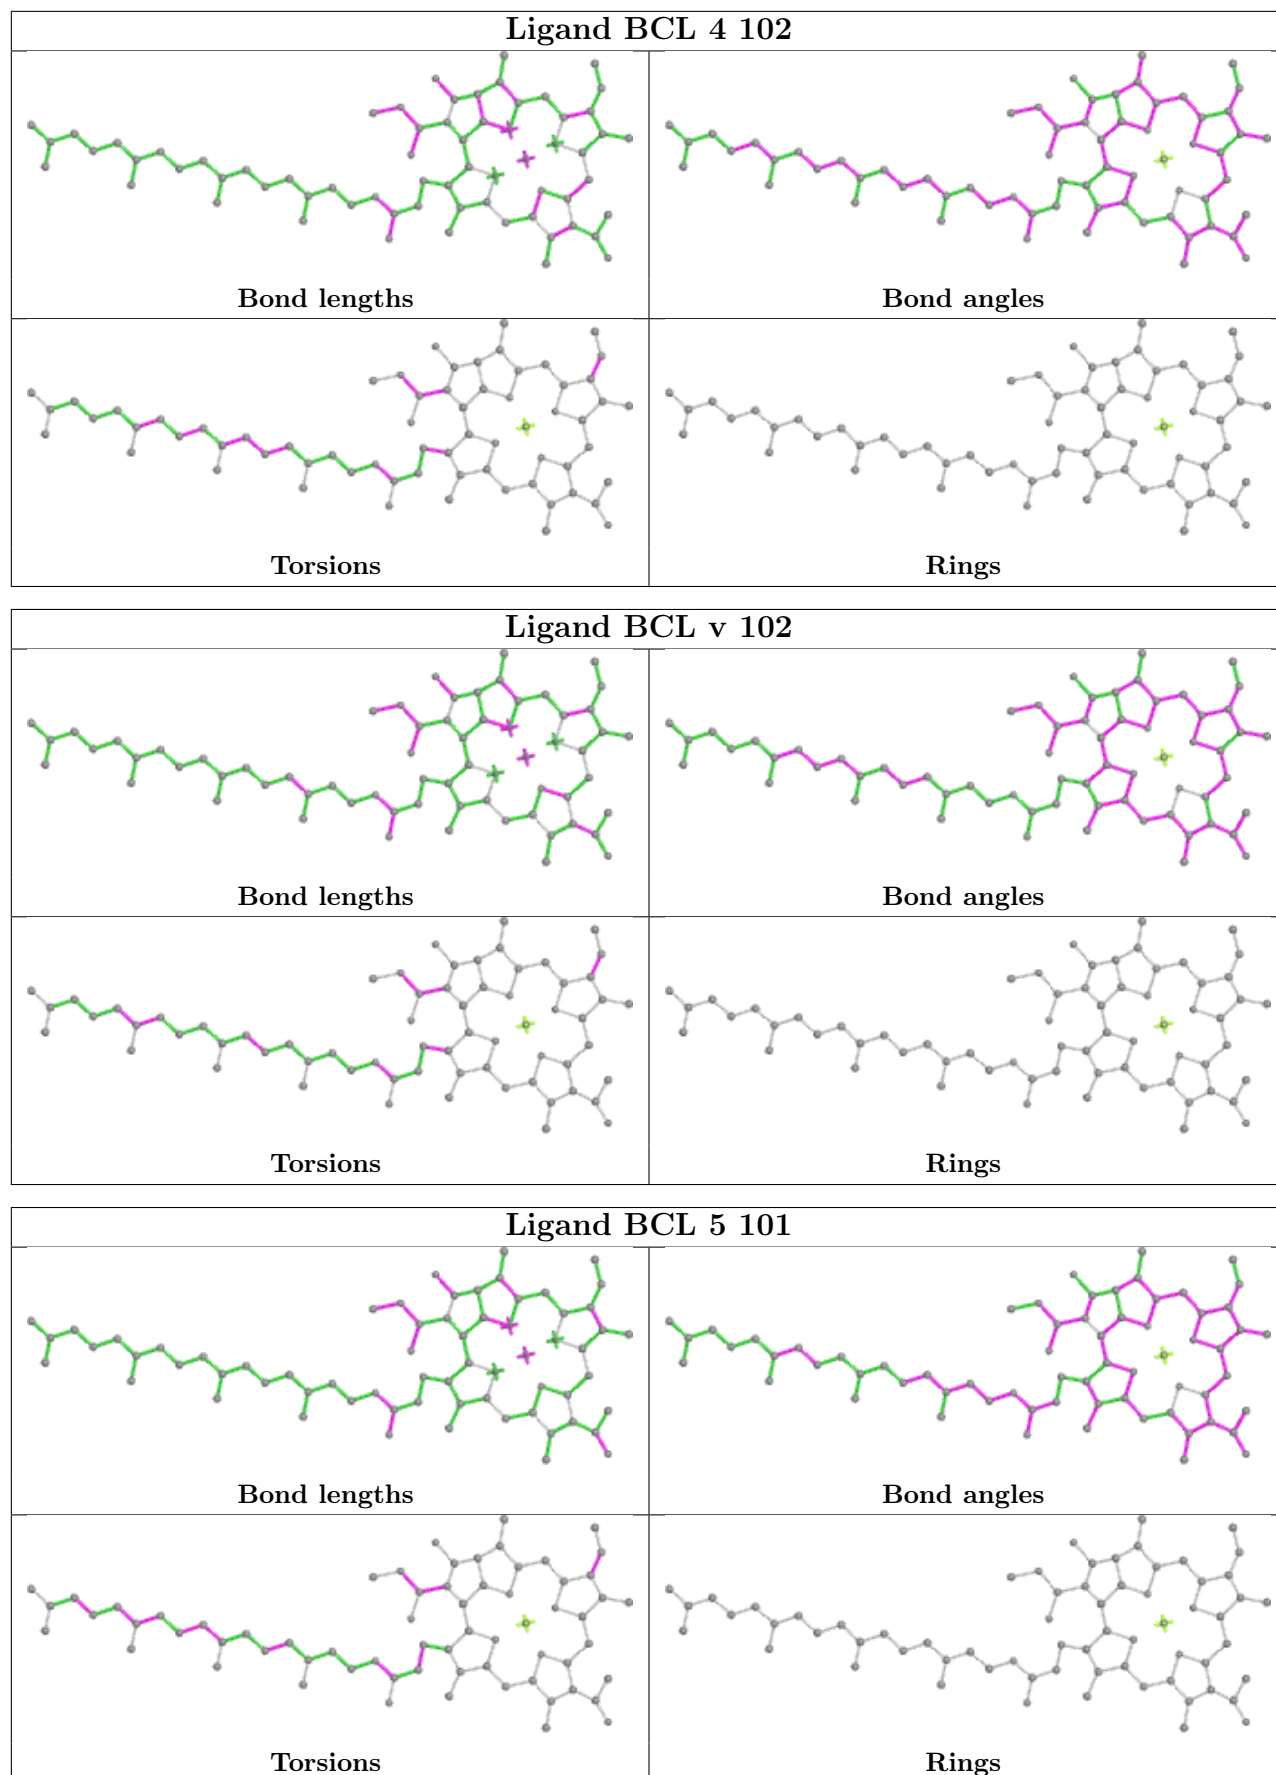 Ligand BCL 4 102
Bond lengths
Bond angles
Torsions
Rings
Ligand BCL v 102
Bond lengths
Bond angles
Torsions
Rings
Ligand BCL 5 101
Bond lengths
Bond angles
Torsions
Rings